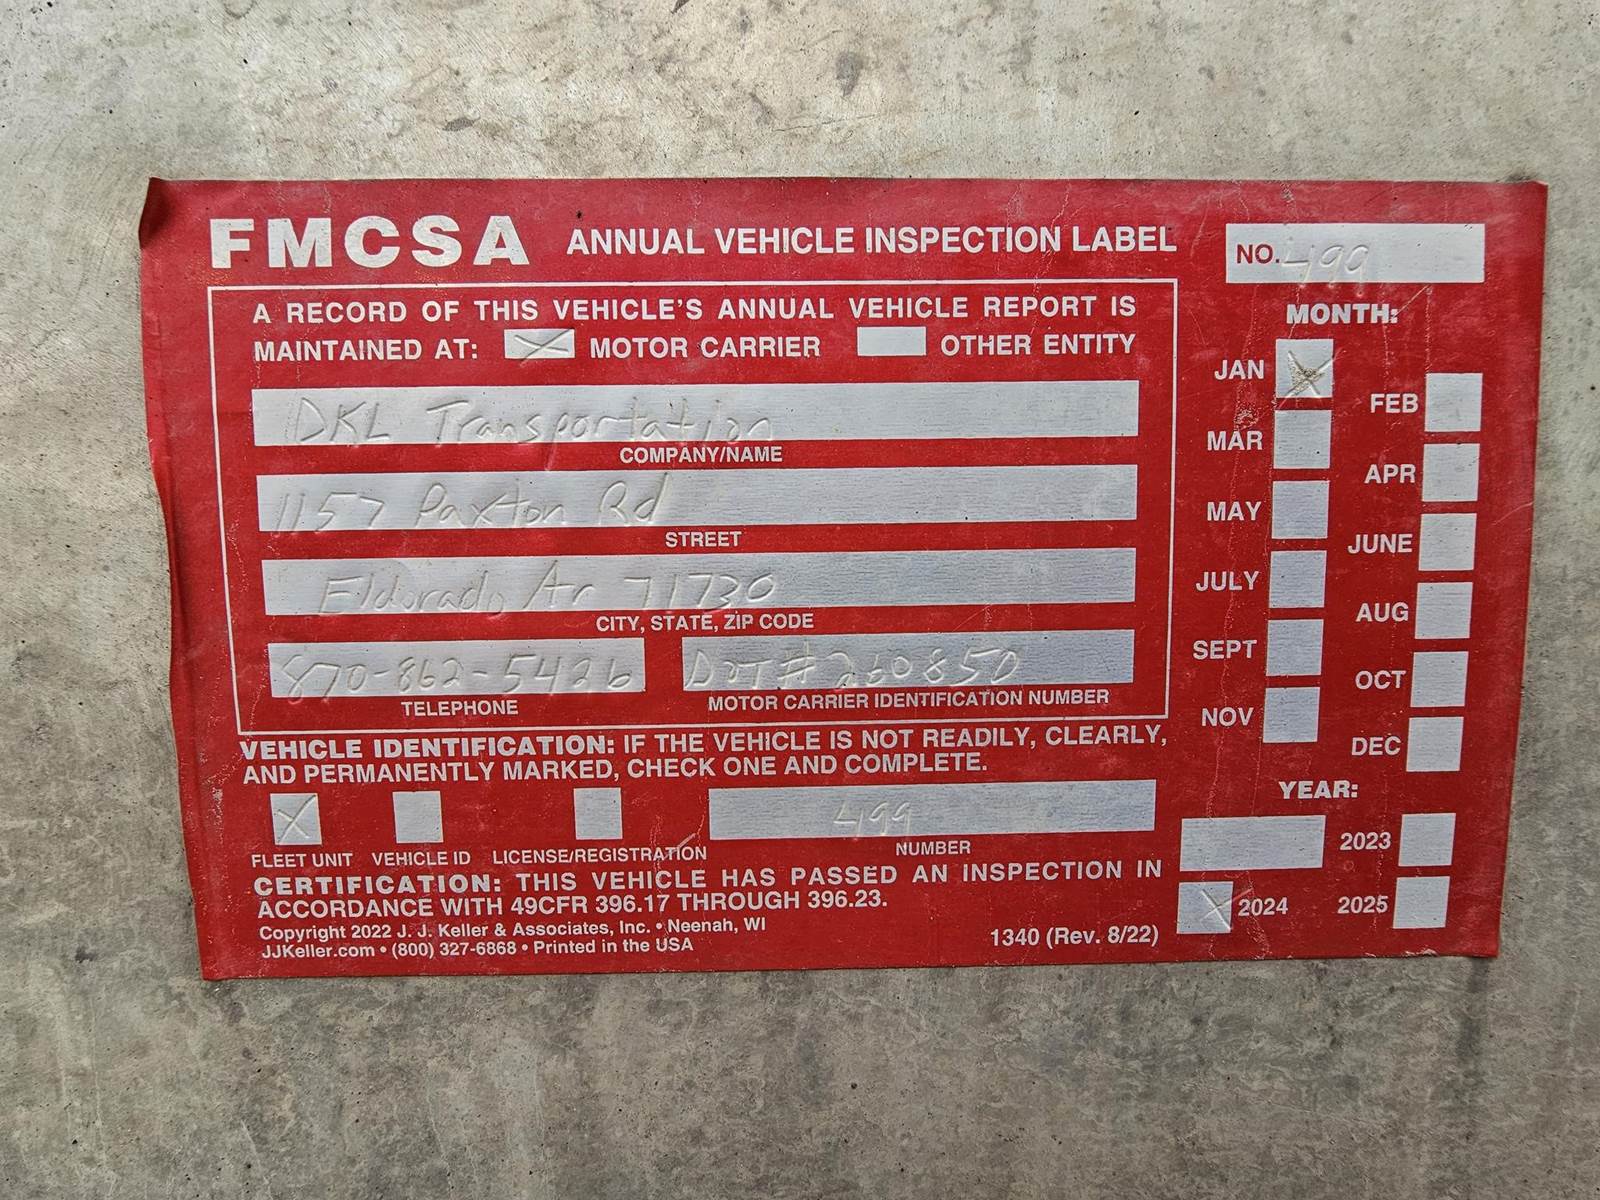 FMCSA ANNUAL VEHICLE INSPECTION LABEL
NO. 499
A RECORD OF THIS VEHICLE'S ANNUAL VEHICLE REPORT IS
MAINTAINED AT: X MOTOR CARRIER OTHER ENTITY
DKL Transportation
COMPANY/NAME
1157 Paxton Rd
STREET
Eldorado Ar 71730
CITY, STATE, ZIP CODE
870-862-5426 DOT# 260850
TELEPHONE MOTOR CARRIER IDENTIFICATION NUMBER
VEHICLE IDENTIFICATION: IF THE VEHICLE IS NOT READILY, CLEARLY,
AND PERMANENTLY MARKED, CHECK ONE AND COMPLETE.
X 499
FLEET UNIT VEHICLE ID LICENSE/REGISTRATION NUMBER
CERTIFICATION: THIS VEHICLE HAS PASSED AN INSPECTION IN
ACCORDANCE WITH 49CFR 396.17 THROUGH 396.23.
Copyright 2022 J. J. Keller & Associates, Inc. • Neenah, WI
JJKeller.com • (800) 327-6868 • Printed in the USA
1340 (Rev. 8/22)
MONTH:
JAN X
FEB
MAR
APR
MAY
JUNE
JULY
AUG
SEPT
OCT
NOV
DEC
YEAR:
2023
X 2024 2025